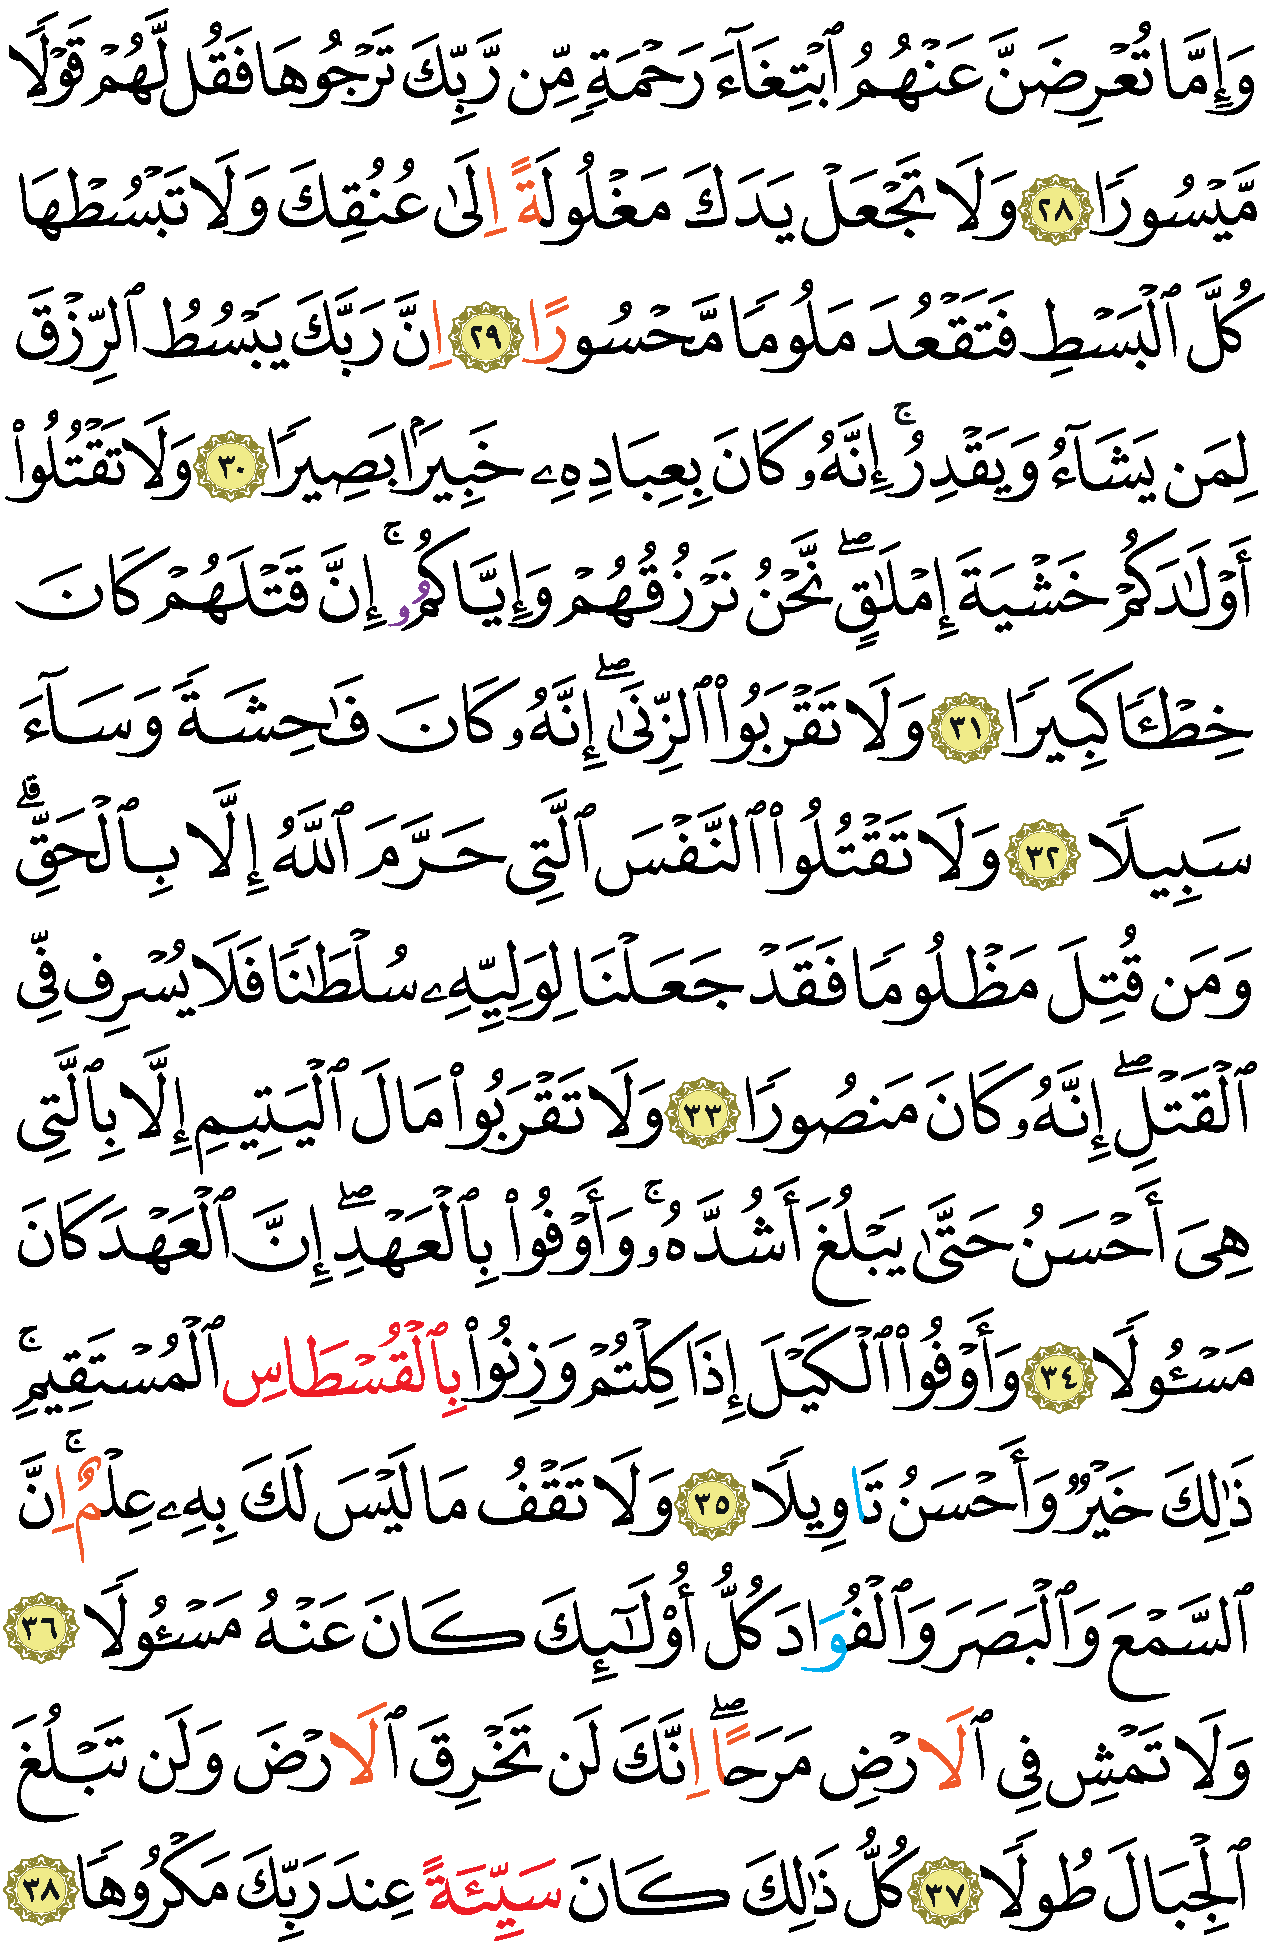 وَإِمَّا تُعْرِضَنَّ عَنْهُمُ ٱبْتِغَآءَ رَحْمَةٍ مِّن رَّبِّكَ تَرْجُوهَا فَقُل لَّهُمْ قَوْلًا
مَّيْسُورًا ٢٨ وَلَا تَجْعَلْ يَدَكَ مَغْلُولَةً اِلَىٰ عُنُقِكَ وَلَا تَبْسُطْهَا
كُلَّ ٱلْبَسْطِ فَتَقْعُدَ مَلُومًا مَّحْسُورًا ٢٩ اِنَّ رَبَّكَ يَبْسُطُ ٱلرِّزْقَ
لِمَن يَشَآءُ وَيَقْدِرُ ۚ إِنَّهُۥ كَانَ بِعِبَادِهِۦ خَبِيرًۢا بَصِيرًا ٣٠ وَلَا تَقْتُلُوٓا۟
أَوْلَٰدَكُمْ خَشْيَةَ إِمْلَٰقٍ ۖ نَّحْنُ نَرْزُقُهُمْ وَإِيَّاكُمُۥ ۚ إِنَّ قَتْلَهُمْ كَانَ
خِطْـًٔا كَبِيرًا ٣١ وَلَا تَقْرَبُوا۟ ٱلزِّنَىٰٓ ۖ إِنَّهُۥ كَانَ فَٰحِشَةً وَسَآءَ
سَبِيلًا ٣٢ وَلَا تَقْتُلُوا۟ ٱلنَّفْسَ ٱلَّتِى حَرَّمَ ٱللَّهُ إِلَّا بِٱلْحَقِّ ۗ
وَمَن قُتِلَ مَظْلُومًا فَقَدْ جَعَلْنَا لِوَلِيِّهِۦ سُلْطَٰنًا فَلَا يُسْرِف فِّى
ٱلْقَتْلِ ۖ إِنَّهُۥ كَانَ مَنصُورًا ٣٣ وَلَا تَقْرَبُوا۟ مَالَ ٱلْيَتِيمِ إِلَّا بِٱلَّتِى
هِىَ أَحْسَنُ حَتَّىٰ يَبْلُغَ أَشُدَّهُۥ ۚ وَأَوْفُوا۟ بِٱلْعَهْدِ ۖ إِنَّ ٱلْعَهْدَ كَانَ
مَسْـُٔولًا ٣٤ وَأَوْفُوا۟ ٱلْكَيْلَ إِذَا كِلْتُمْ وَزِنُوا۟ بِٱلْقُسْطَاسِ ٱلْمُسْتَقِيمِ ۚ
ذَٰلِكَ خَيْرٌ وَأَحْسَنُ تَاوِيلًا ٣٥ وَلَا تَقْفُ مَا لَيْسَ لَكَ بِهِۦ عِلْمٌ ۚ اِنَّ
ٱلسَّمْعَ وَٱلْبَصَرَ وَٱلْفُوَادَ كُلُّ أُو۟لَٰٓئِكَ كَانَ عَنْهُ مَسْـُٔولًا ٣٦
وَلَا تَمْشِ فِى ٱلَارْضِ مَرَحًا ۖ اِنَّكَ لَن تَخْرِقَ ٱلَارْضَ وَلَن تَبْلُغَ
ٱلْجِبَالَ طُولًا ٣٧ كُلُّ ذَٰلِكَ كَانَ سَيِّئَةً عِندَ رَبِّكَ مَكْرُوهًا ٣٨